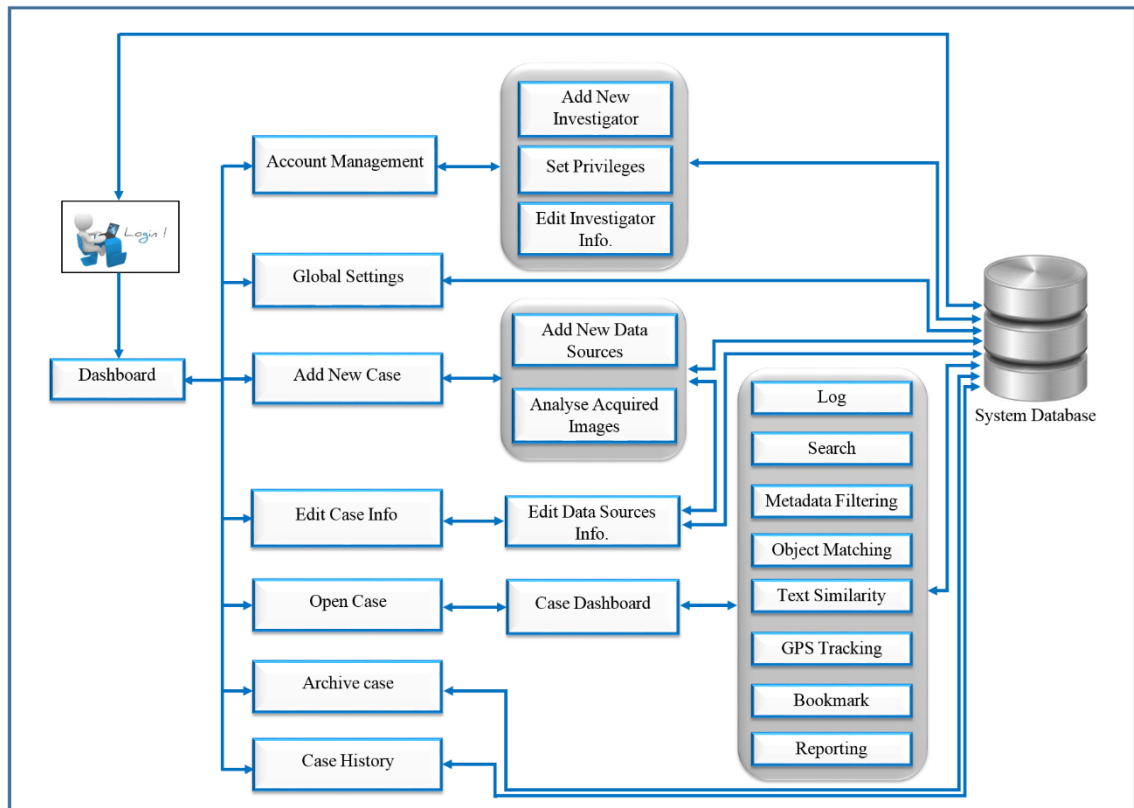 Add New
Investigator
Account Management
Set Privileges
Edit Investigator
Info.
Login !
Global Settings
Add New Data
Sources
Dashboard
Add New Case
Analyse Acquired
Images
Log
System Database
Search
Metadata Filtering
Edit Case Info
Edit Data Sources
Info.
Object Matching
Open Case
Case Dashboard
Text Similarity
GPS Tracking
Archive case
Bookmark
Case History
Reporting